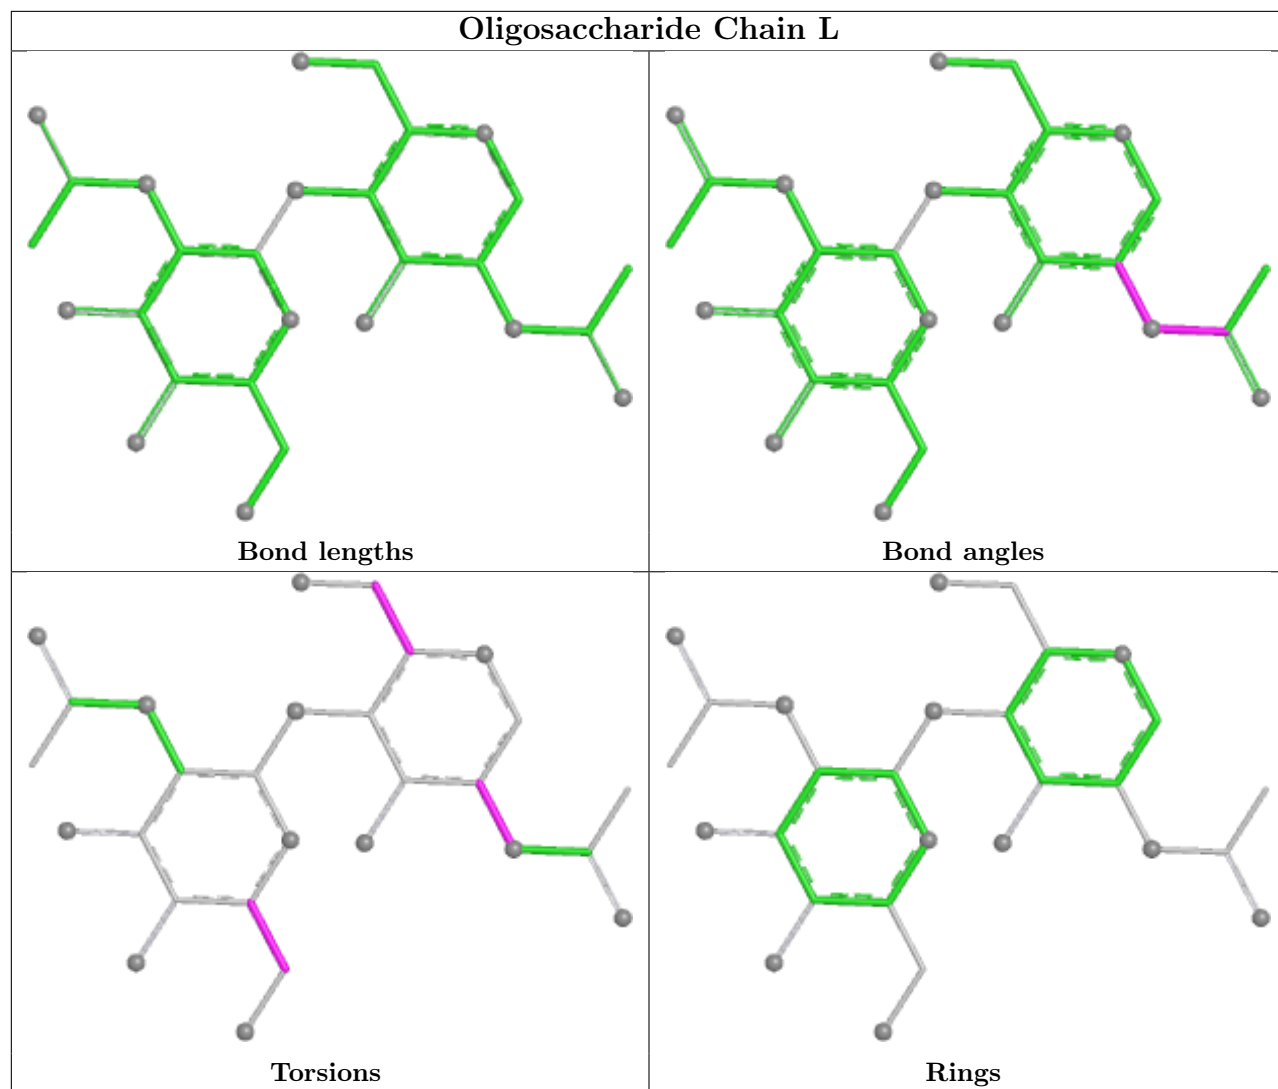 Oligosaccharide Chain L
Bond lengths
Bond angles
Torsions
Rings